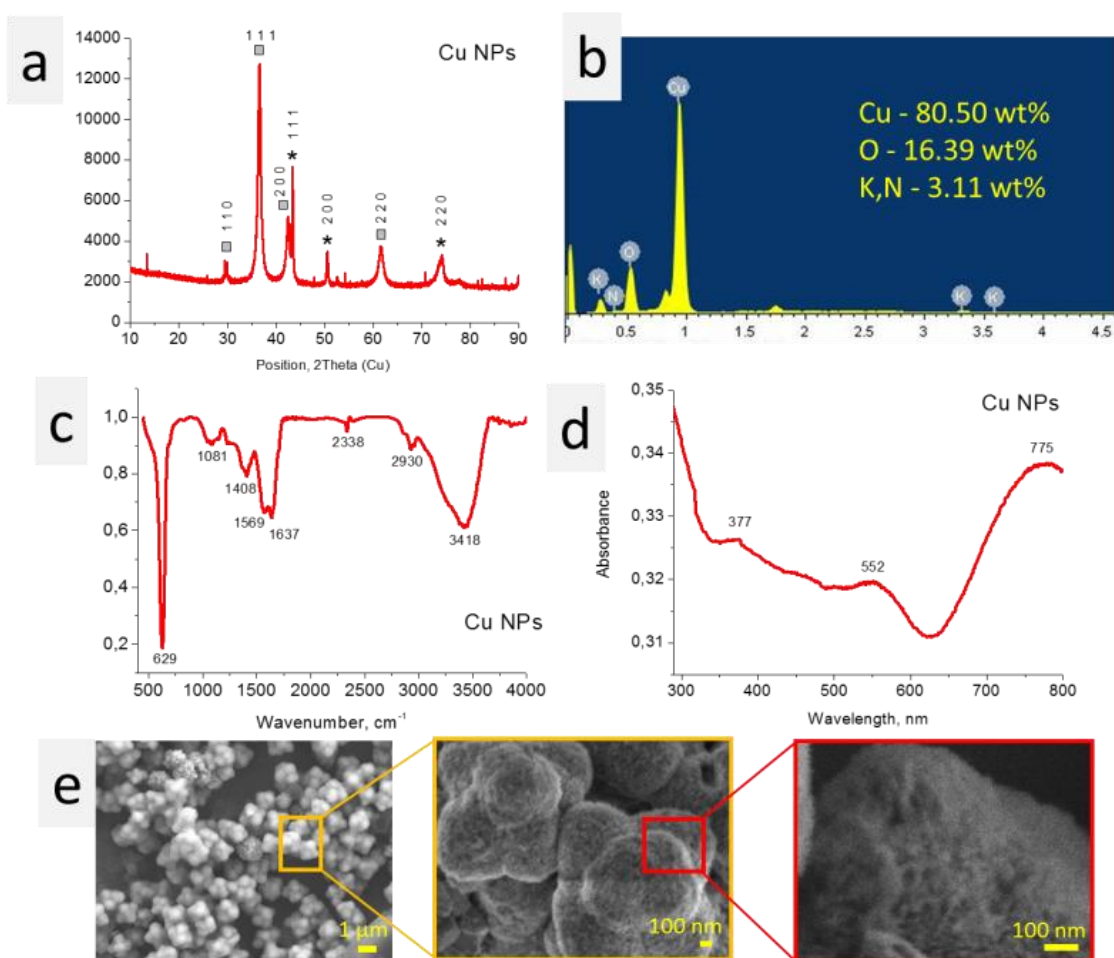 a
14000
12000
10000
8000
6000
4000
2000
0
Cu NPs
1 1 0
1 1 1
2 0 0
* 1 1 1
* 2 0 0
2 2 0
* 2 2 0
10 20 30 40 50 60 70 80 90
Position, 2Theta (Cu)
b
Cu - 80.50 wt%
O - 16.39 wt%
K,N - 3.11 wt%
Cu
O
K
N
K
K
0 0.5 1 1.5 2 2.5 3 3.5 4 4.5
c
1,0
0,8
0,6
0,4
0,2
629
1081
1408
1569
1637
2338
2930
3418
Cu NPs
500 1000 1500 2000 2500 3000 3500 4000
Wavenumber, cm⁻¹
d
0,35
0,34
0,33
0,32
0,31
Absorbance
Cu NPs
377
552
775
300 400 500 600 700 800
Wavelength, nm
e
1 µm
100 nm
100 nm